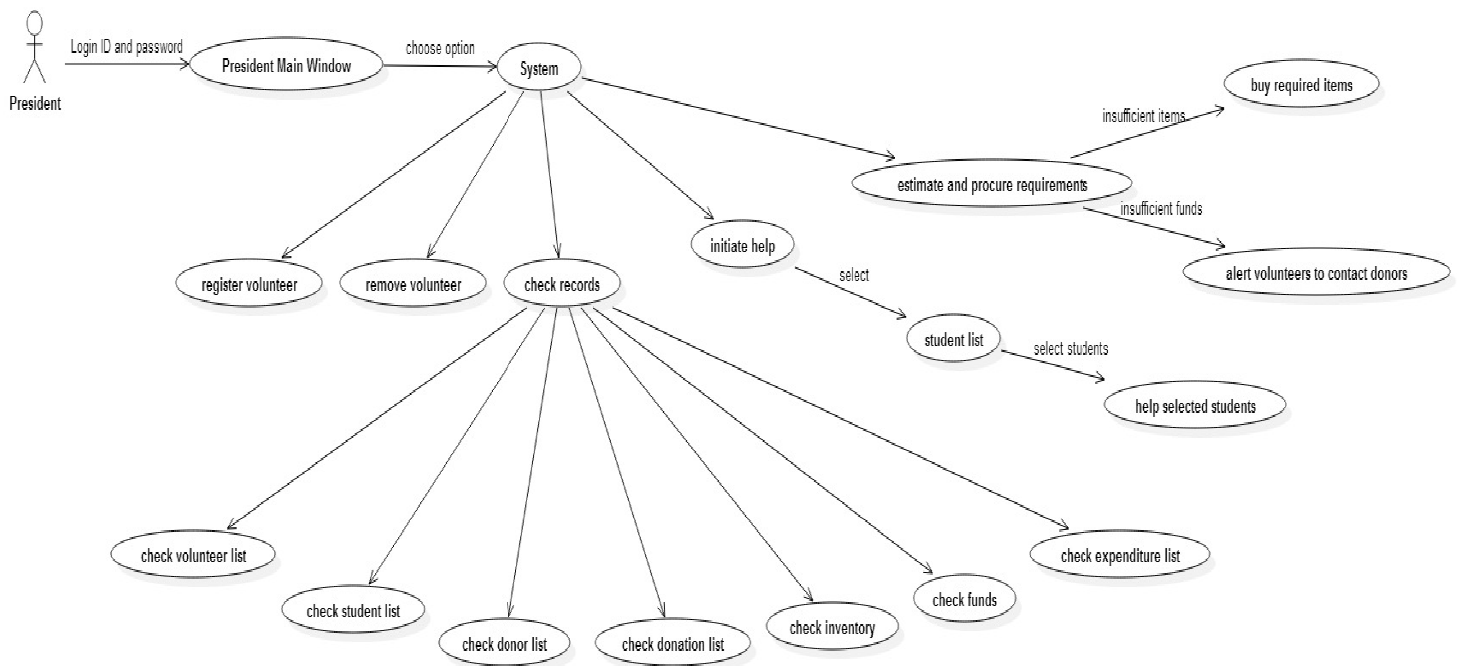 Login ID and password
President Main Window
choose option
System
President
buy required items
insufficient items
estimate and procure requirements
insufficient funds
alert volunteers to contact donors
initiate help
register volunteer
remove volunteer
check records
select
student list
select students
help selected students
check volunteer list
check student list
check donor list
check donation list
check inventory
check funds
check expenditure list